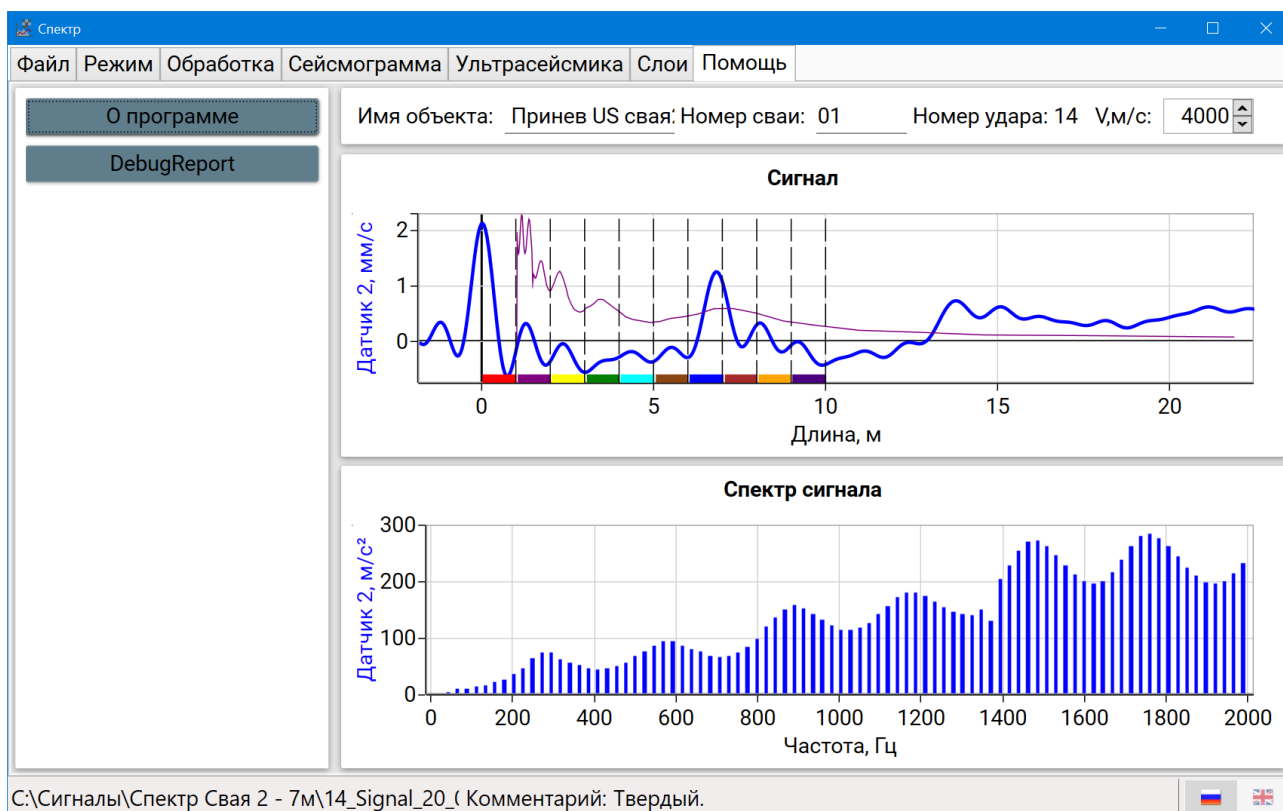 Спектр
Файл Режим Обработка Сейсмограмма Ультрасейсмика Слои Помощь
О программе
DebugReport
Имя объекта: Принев US свая Номер сваи: 01 Номер удара: 14 V,м/с: 4000
Сигнал
Датчик 2, мм/с
2
1
0
0 5 10 15 20
Длина, м
Спектр сигнала
Датчик 2, м/с²
300
200
100
0
0 200 400 600 800 1000 1200 1400 1600 1800 2000
Частота, Гц
C:\Сигналы\Спектр Свая 2 - 7м\14_Signal_20_( Комментарий: Твердый.